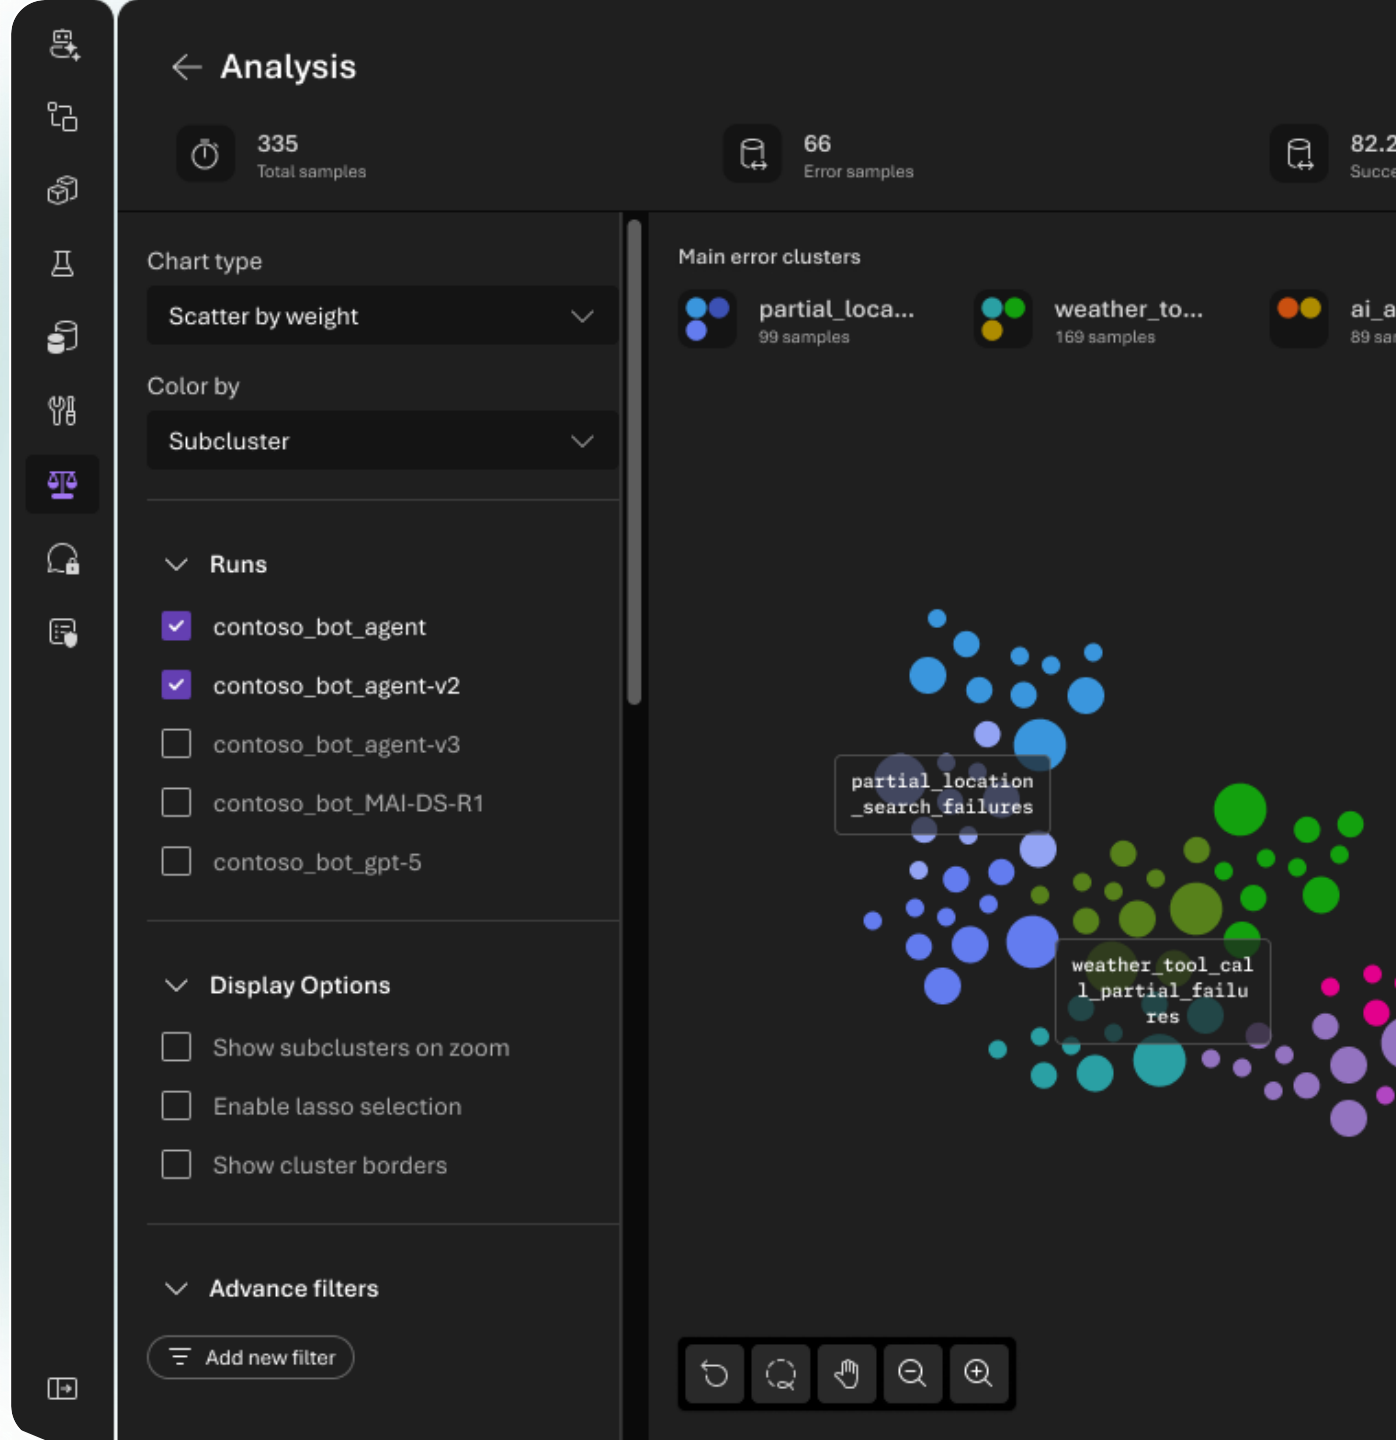 Analysis
335
Total samples
66
Error samples
82.2
Succe
Chart type
Scatter by weight
Color by
Subcluster
Runs
contoso_bot_agent
contoso_bot_agent-v2
contoso_bot_agent-v3
contoso_bot_MAI-DS-R1
contoso_bot_gpt-5
Display Options
Show subclusters on zoom
Enable lasso selection
Show cluster borders
Advance filters
Add new filter
Main error clusters
partial_loca...
99 samples
weather_to...
169 samples
ai_a
89 sar
partial_location
_search_failures
weather_tool_cal
l_partial_failu
res